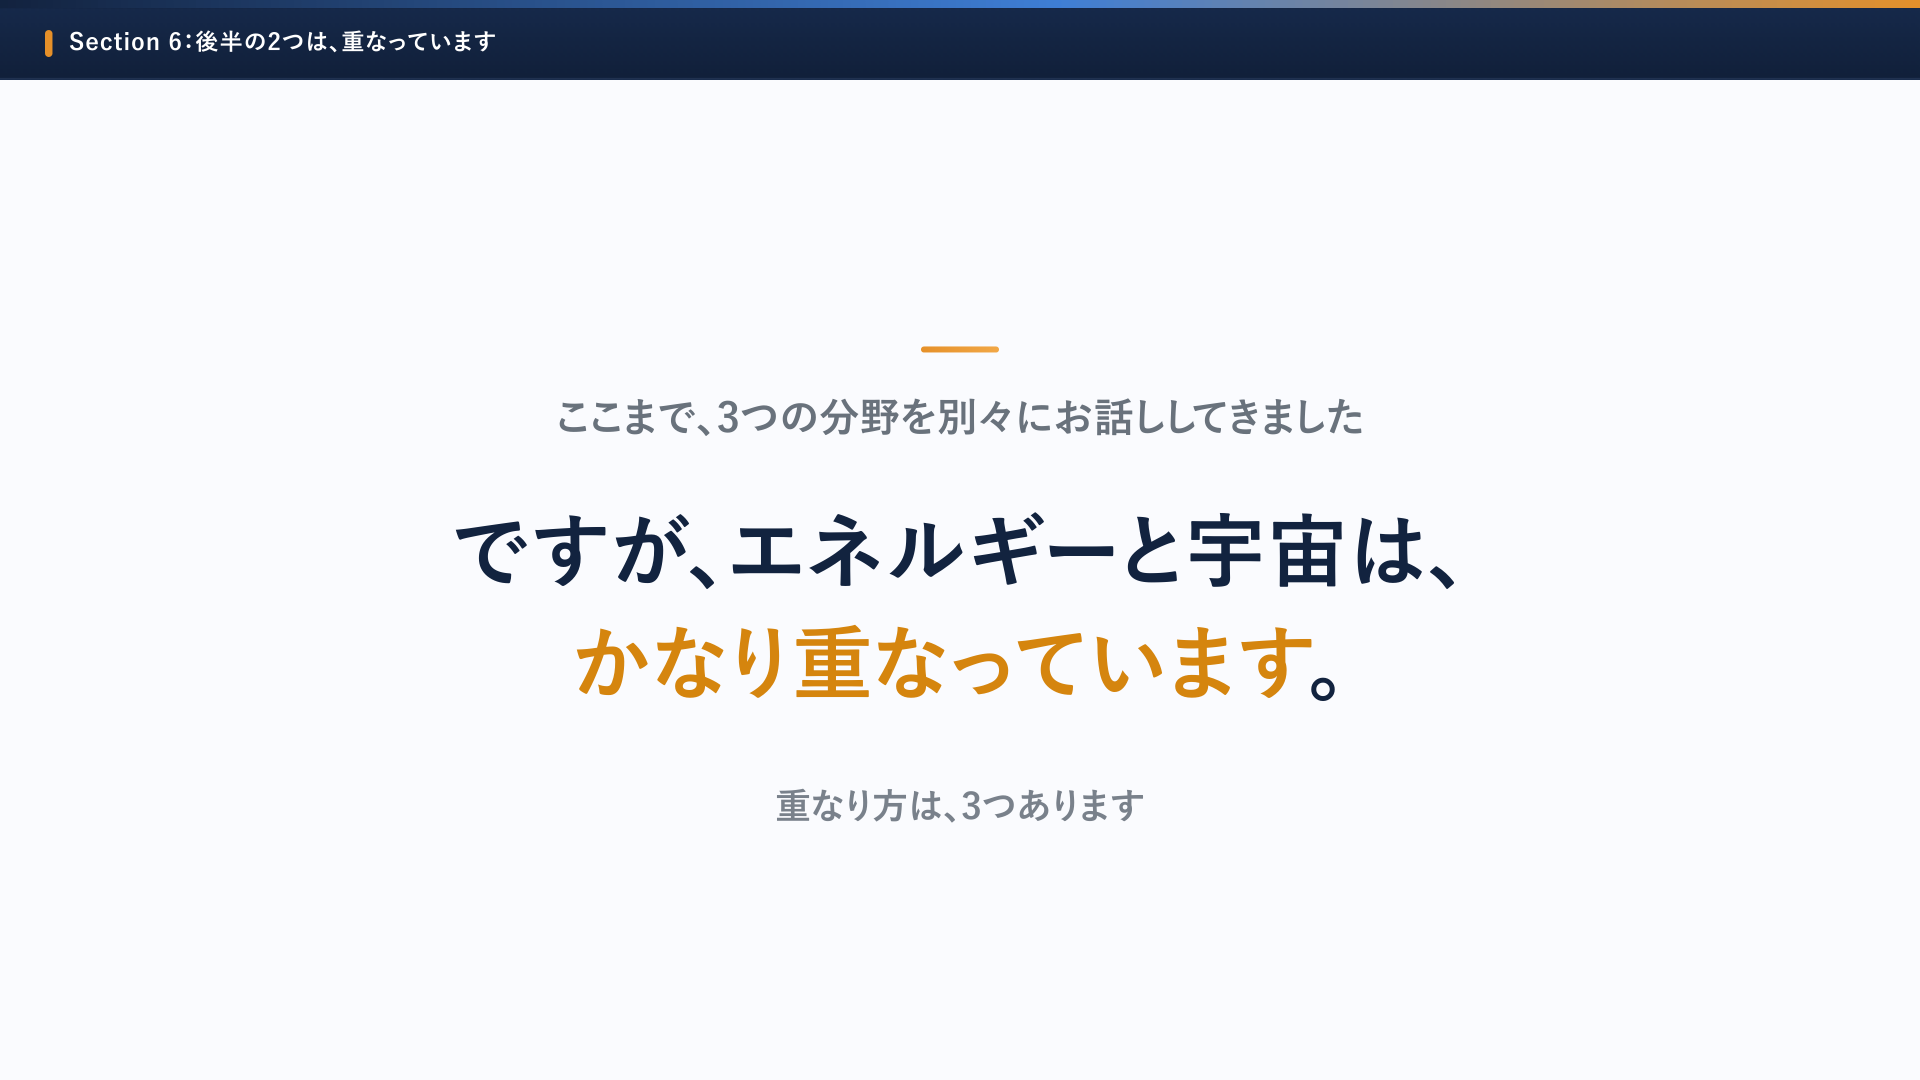 Section 6：後半の2つは、重なっています
ここまで、3つの分野を別々にお話ししてきました
ですが、エネルギーと宇宙は、
かなり重なっています。
重なり方は、3つあります